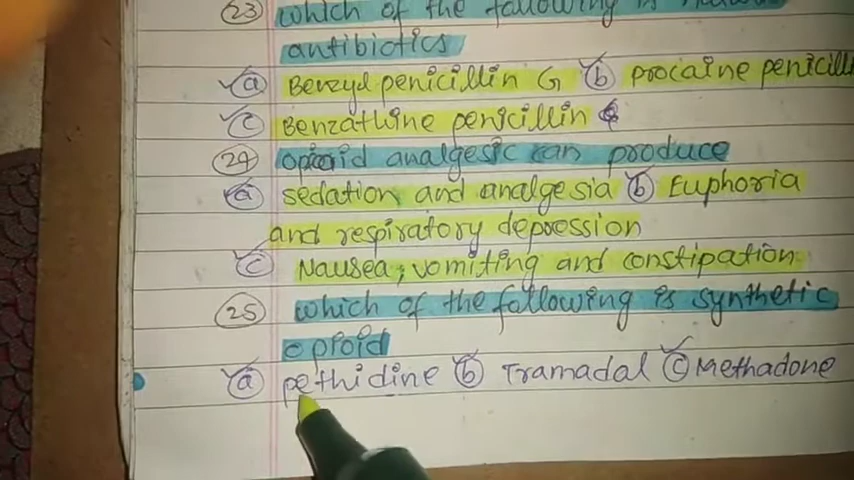 23) which of the following is
antibiotics
a) Benzyl penicillin G b) procaine penicill
c) Benzathine penicillin
24) opioid analgesic can produce
a) sedation and analgesia b) Euphoria
and respiratory depression
c) Nausea, vomiting and constipation
25) which of the following is synthetic
opioid
a) pethidine b) Tramadal c) Methadone